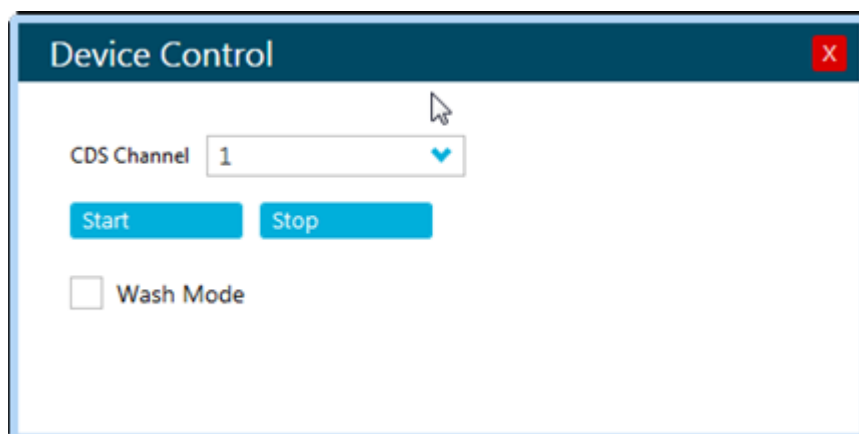 Device Control X
CDS Channel 1
Start Stop
Wash Mode